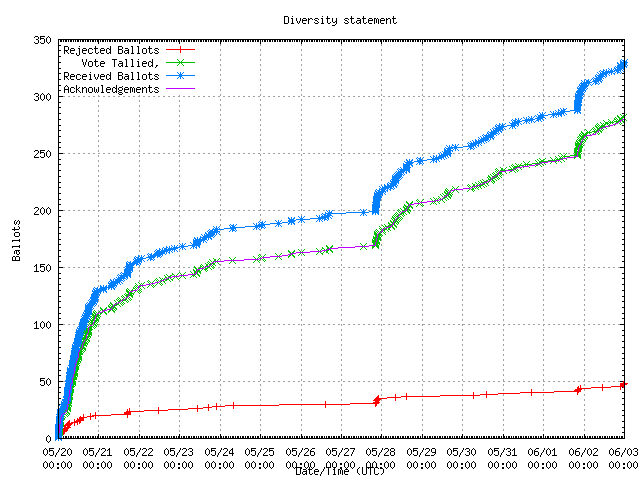 Diversity statement
350
300
250
200
150
100
50
0
Ballots
Rejected Ballots
Vote Tallied,
Received Ballots
Acknowledgements
05/20 05/21 05/22 05/23 05/24 05/25 05/26 05/27 05/28 05/29 05/30 05/31 06/01 06/02 06/03
00:00 00:00 00:00 00:00 00:00 00:00 00:00 00:00 00:00 00:00 00:00 00:00 00:00 00:00 00:00
Date/Time (UTC)